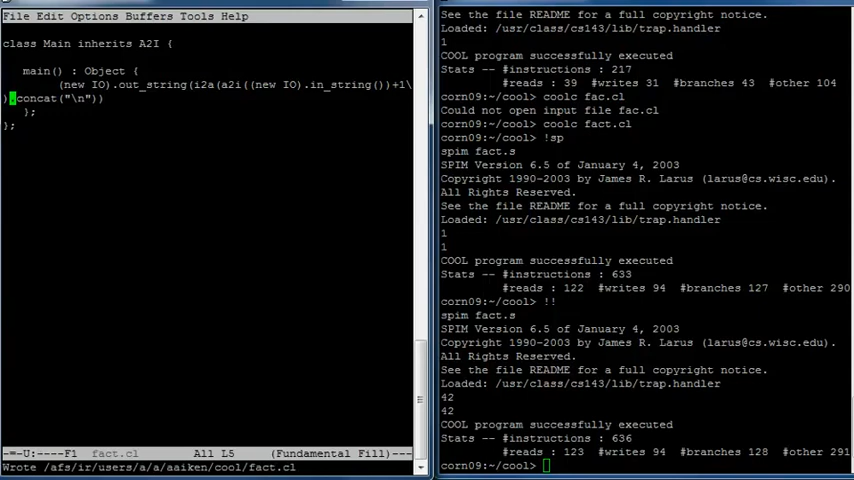 File Edit Options Buffers Tools Help
class Main inherits A2I {
main() : Object {
(new IO).out_string(i2a(a2i((new IO).in_string())+1\
).concat("\n"))
};
};
-=-U:----F1  fact.cl  All L5  (Fundamental Fill)---
Wrote /afs/ir/users/a/a/aaiken/cool/fact.cl
See the file README for a full copyright notice.
Loaded: /usr/class/cs143/lib/trap.handler
1
COOL program successfully executed
Stats -- #instructions : 217
#reads : 39  #writes 31  #branches 43  #other 104
corn09:~/cool> coolc fac.cl
Could not open input file fac.cl
corn09:~/cool> coolc fact.cl
corn09:~/cool> !sp
spim fact.s
SPIM Version 6.5 of January 4, 2003
Copyright 1990-2003 by James R. Larus (larus@cs.wisc.edu).
All Rights Reserved.
See the file README for a full copyright notice.
Loaded: /usr/class/cs143/lib/trap.handler
1
1
COOL program successfully executed
Stats -- #instructions : 633
#reads : 122  #writes 94  #branches 127  #other 290
corn09:~/cool> !!
spim fact.s
SPIM Version 6.5 of January 4, 2003
Copyright 1990-2003 by James R. Larus (larus@cs.wisc.edu).
All Rights Reserved.
See the file README for a full copyright notice.
Loaded: /usr/class/cs143/lib/trap.handler
42
42
COOL program successfully executed
Stats -- #instructions : 636
#reads : 123  #writes 94  #branches 128  #other 291
corn09:~/cool>